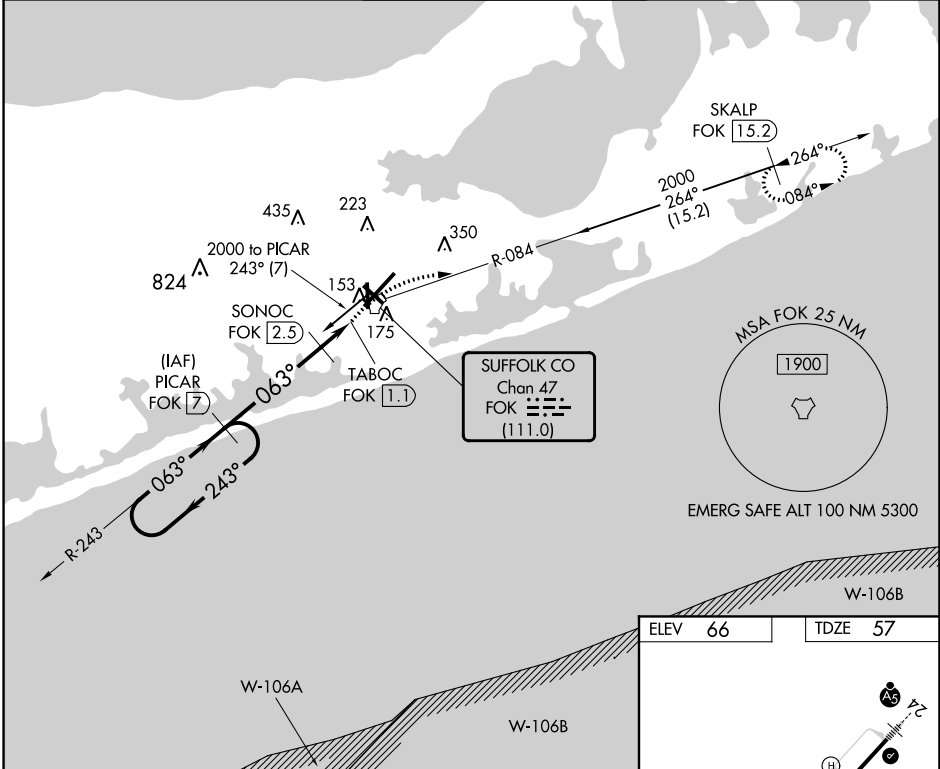 SKALP
FOK 15.2
264°
084°
2000
264°
(15.2)
R-084
435
223
350
2000 to PICAR
243° (7)
824
153
175
SONOC
FOK 2.5
(IAF)
PICAR
FOK 7
063°
TABOC
FOK 1.1
SUFFOLK CO
Chan 47
FOK
(111.0)
MSA FOK 25 NM
1900
EMERG SAFE ALT 100 NM 5300
063°
243°
R-243
W-106B
W-106A
W-106B
ELEV 66
TDZE 57
A5
24
H